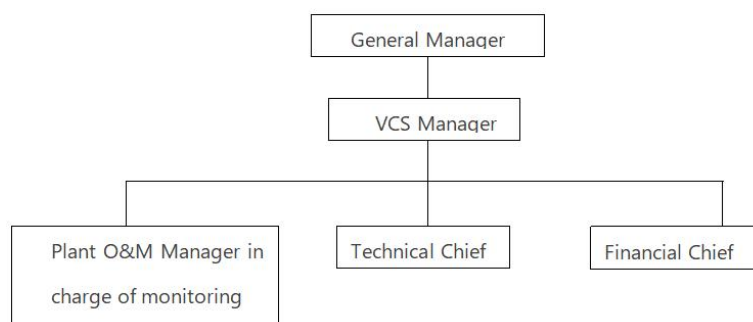 General Manager
VCS Manager
Plant O&M Manager in
charge of monitoring
Technical Chief
Financial Chief